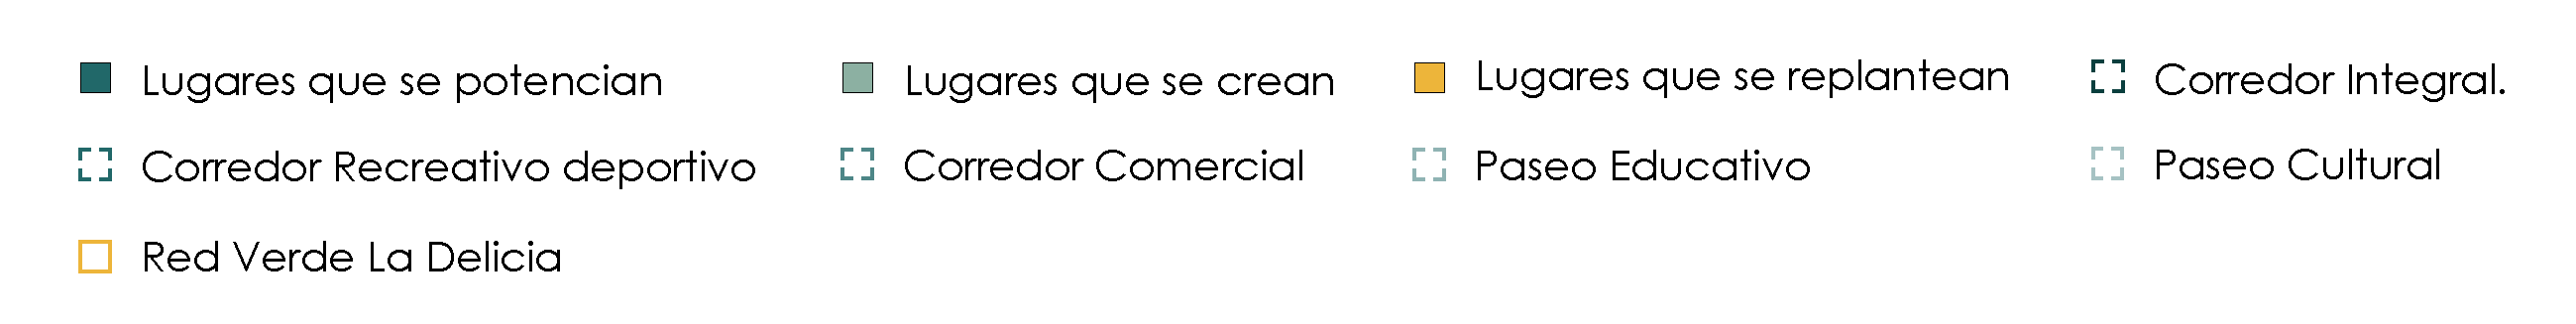 Lugares que se potencian
Lugares que se crean
Lugares que se replantean
Corredor Integral.
Corredor Recreativo deportivo
Corredor Comercial
Paseo Educativo
Paseo Cultural
Red Verde La Delicia